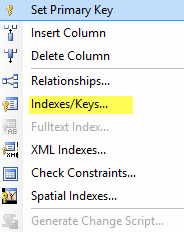 Set Primary Key
Insert Column
Delete Column
Relationships...
Indexes/Keys...
Fulltext Index...
XML Indexes...
Check Constraints...
Spatial Indexes...
Generate Change Script...